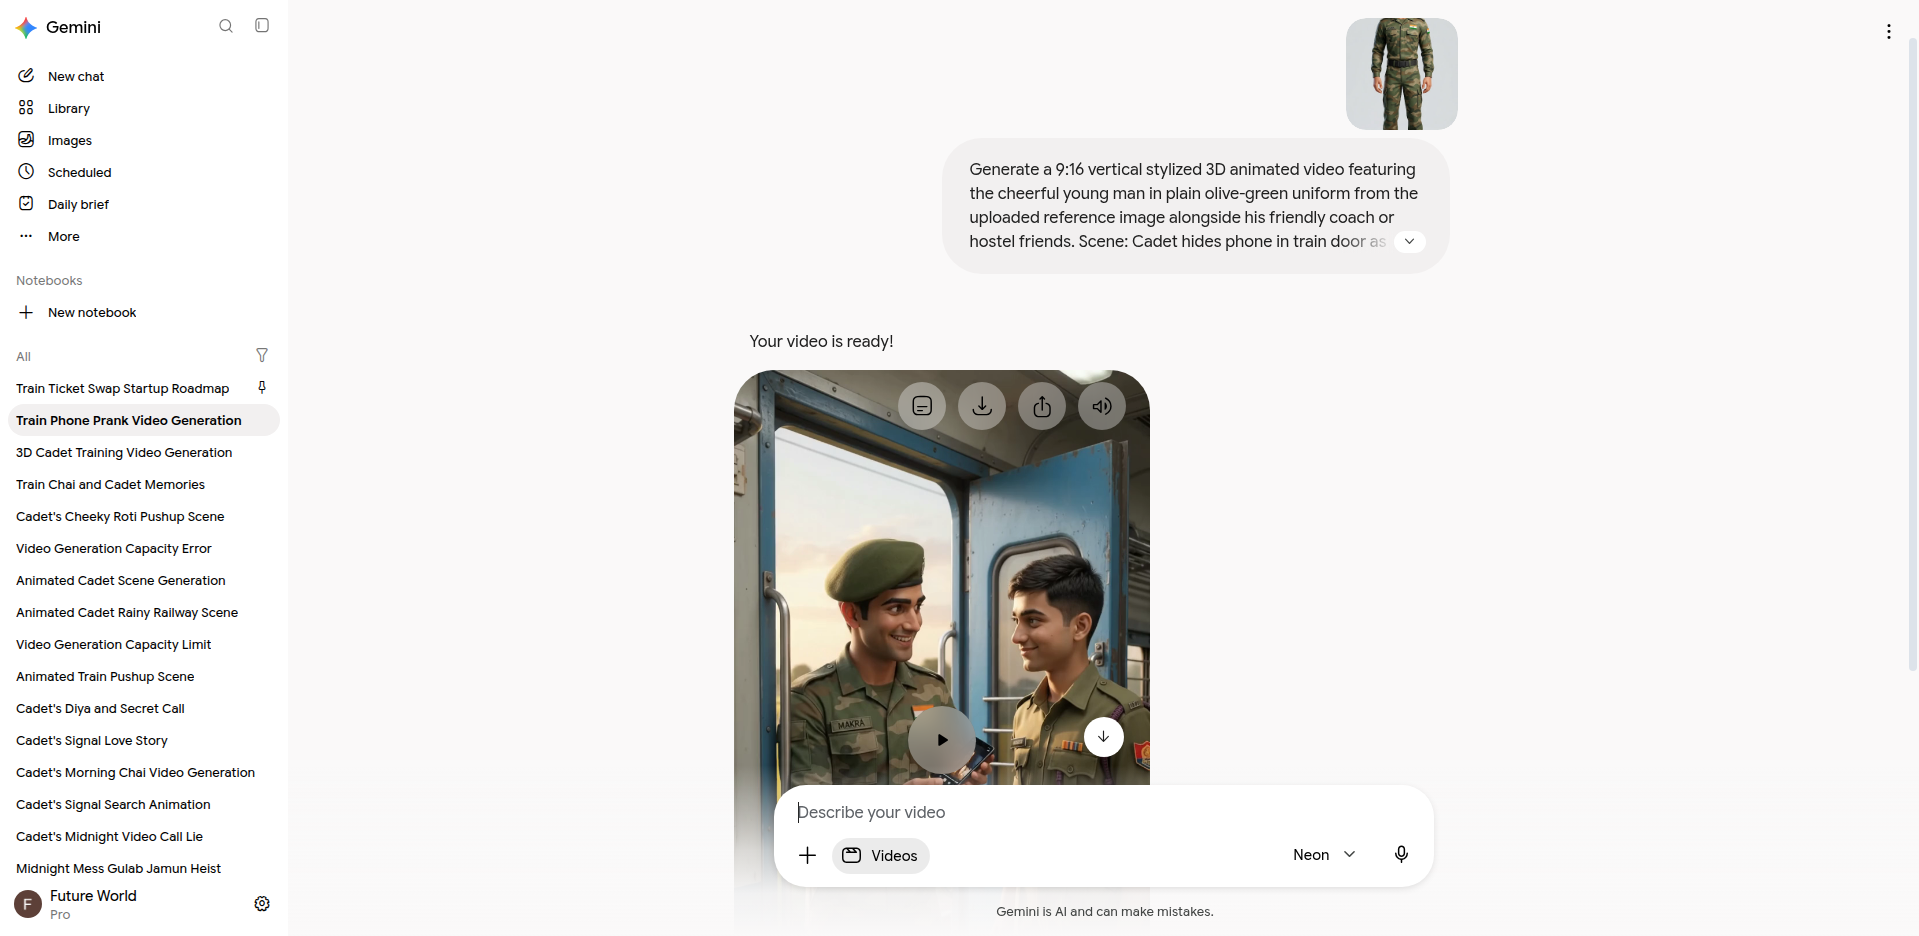 Gemini
New chat
Library
Images
Scheduled
Daily brief
More
Notebooks
New notebook
All
Train Ticket Swap Startup Roadmap
Train Phone Prank Video Generation
3D Cadet Training Video Generation
Train Chai and Cadet Memories
Cadet's Cheeky Roti Pushup Scene
Video Generation Capacity Error
Animated Cadet Scene Generation
Animated Cadet Rainy Railway Scene
Video Generation Capacity Limit
Animated Train Pushup Scene
Cadet's Diya and Secret Call
Cadet's Signal Love Story
Cadet's Morning Chai Video Generation
Cadet's Signal Search Animation
Cadet's Midnight Video Call Lie
Midnight Mess Gulab Jamun Heist
F
Future World
Pro
Generate a 9:16 vertical stylized 3D animated video featuring
the cheerful young man in plain olive-green uniform from the
uploaded reference image alongside his friendly coach or
hostel friends. Scene: Cadet hides phone in train door as
Your video is ready!
MAKRA
Describe your video
Videos
Neon
Gemini is AI and can make mistakes.